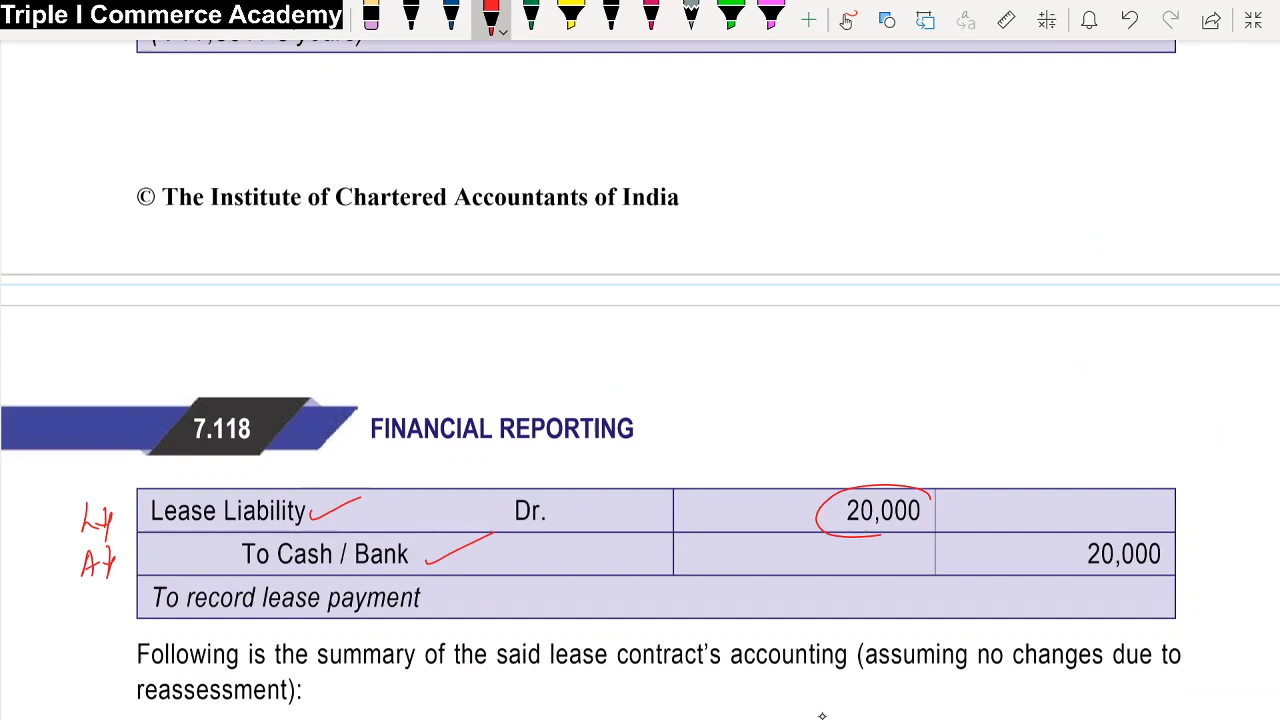 Triple I Commerce Academy
© The Institute of Chartered Accountants of India
7.118 FINANCIAL REPORTING
Lease Liability Dr. 20,000
To Cash / Bank 20,000
To record lease payment
Following is the summary of the said lease contract's accounting (assuming no changes due to
reassessment):